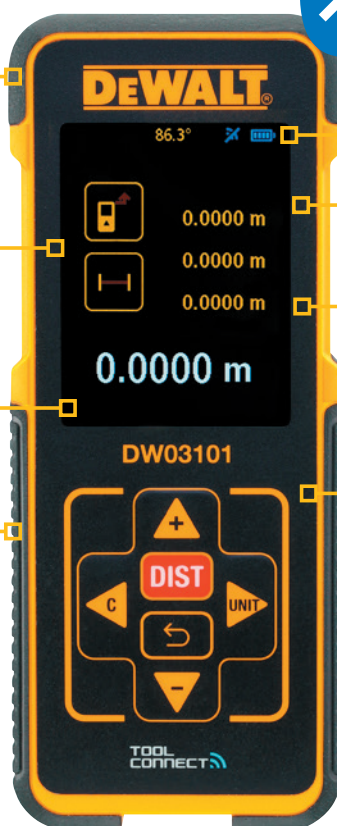 DEWALT®
86.3°
0.0000 m
0.0000 m
0.0000 m
0.0000 m
DW03101
+
DIST
C
UNIT
−
TOOL
CONNECT